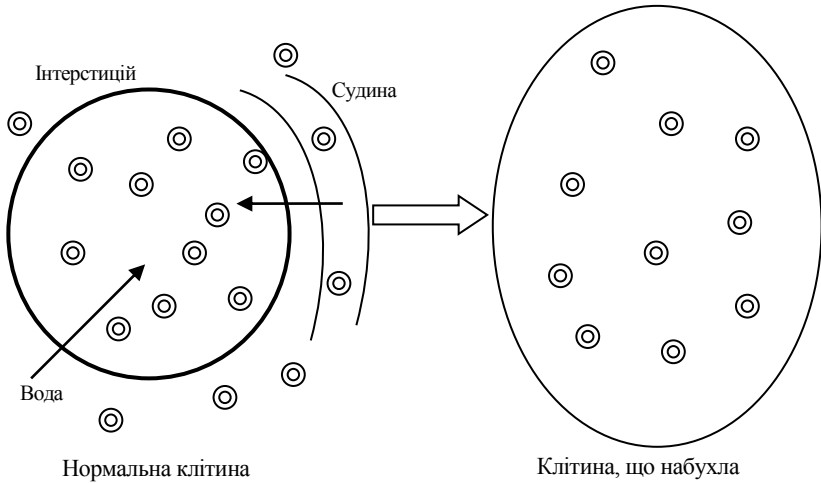 Інтерстицій
Судина
Вода
Нормальна клітина
Клітина, що набухла